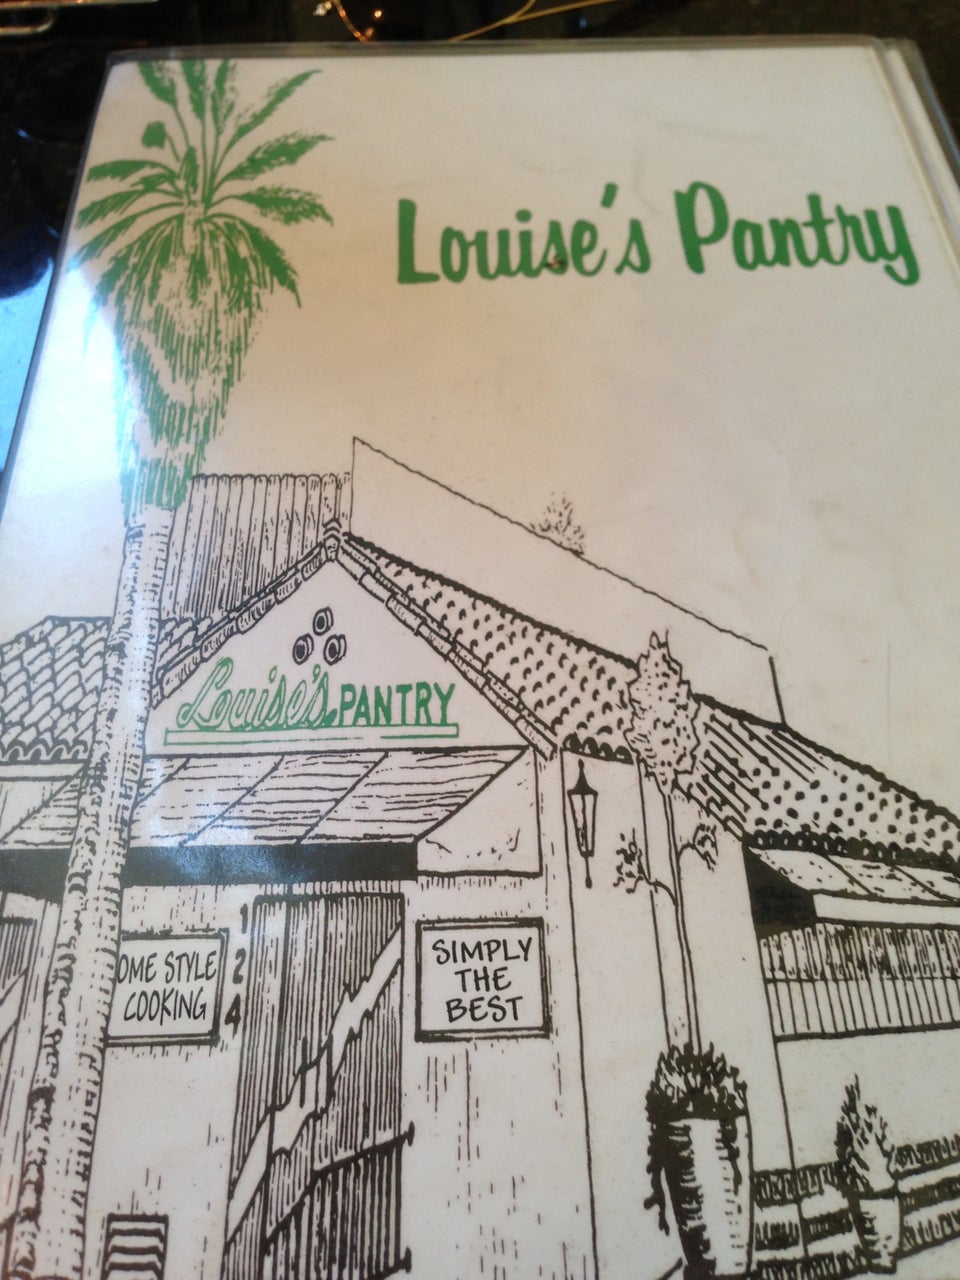 Louise's Pantry
Louise's PANTRY
OME STYLE
COOKING
1
2
4
SIMPLY
THE
BEST